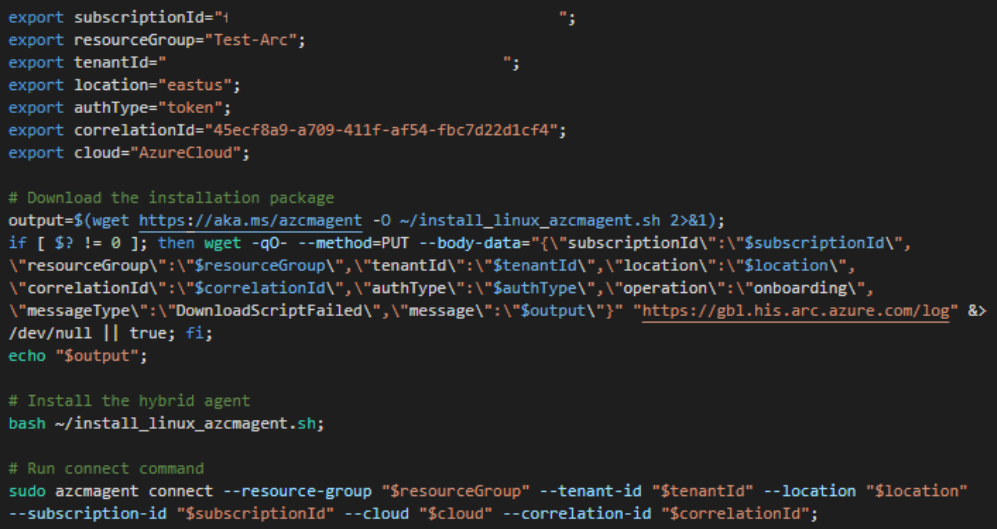 export subscriptionId="                                        ";
export resourceGroup="Test-Arc";
export tenantId="                                  ";
export location="eastus";
export authType="token";
export correlationId="45ecf8a9-a709-411f-af54-fbc7d22d1cf4";
export cloud="AzureCloud";
# Download the installation package
output=$(wget https://aka.ms/azcmagent -O ~/install_linux_azcmagent.sh 2>&1);
if [ $? != 0 ]; then wget -qO- --method=PUT --body-data="{\"subscriptionId\":\"$subscriptionId\",
\"resourceGroup\":\"$resourceGroup\",\"tenantId\":\"$tenantId\",\"location\":\"$location\",
\"correlationId\":\"$correlationId\",\"authType\":\"$authType\",\"operation\":\"onboarding\",
\"messageType\":\"DownloadScriptFailed\",\"message\":\"$output\"}" "https://gbl.his.arc.azure.com/log" &>
/dev/null || true; fi;
echo "$output";
# Install the hybrid agent
bash ~/install_linux_azcmagent.sh;
# Run connect command
sudo azcmagent connect --resource-group "$resourceGroup" --tenant-id "$tenantId" --location "$location"
--subscription-id "$subscriptionId" --cloud "$cloud" --correlation-id "$correlationId";